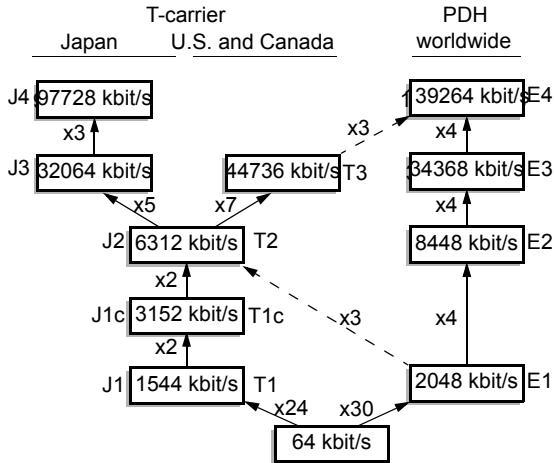 T-carrier
PDH
Japan U.S. and Canada worldwide
J4 97728 kbit/s
139264 kbit/s E4
x3 x3 x4
J3 32064 kbit/s
44736 kbit/s T3
34368 kbit/s E3
x5 x7 x4
J2 6312 kbit/s T2
8448 kbit/s E2
x2
J1c 3152 kbit/s T1c
x3 x4
x2
J1 1544 kbit/s T1
2048 kbit/s E1
x24 x30
64 kbit/s